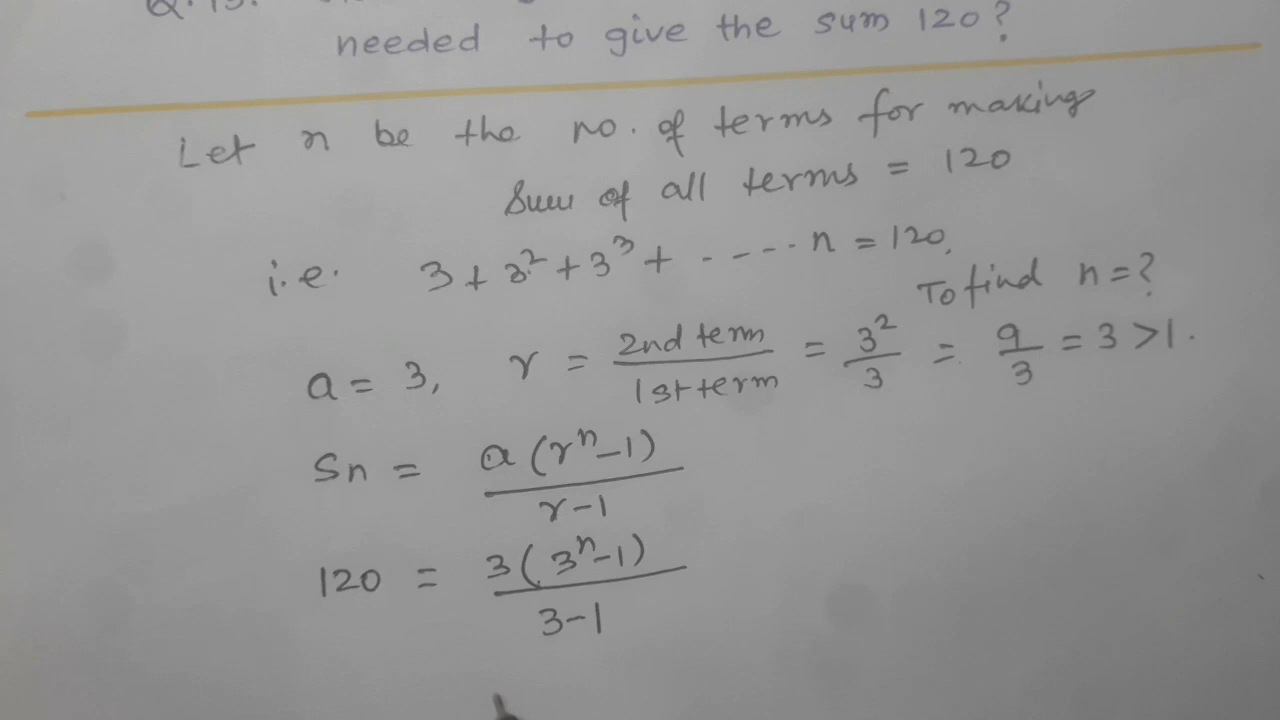 Q. 13.
needed to give the sum 120?
Let n be the no. of terms for making
Sum of all terms = 120
i.e. 3 + 3² + 3³ + - - - - . n = 120.
To find n = ?
a = 3, r = 2nd term / 1st term = 3² / 3 = 9 / 3 = 3 > 1.
Sn = a (rⁿ - 1) / r - 1
120 = 3 ( 3ⁿ - 1) / 3 - 1